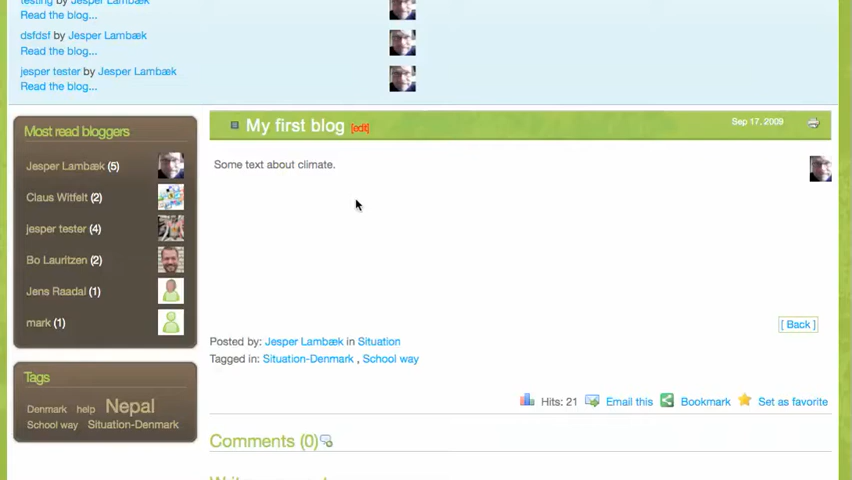 testing by Jesper Lambæk
Read the blog...
dsfdsf by Jesper Lambæk
Read the blog...
jesper tester by Jesper Lambæk
Read the blog...
Most read bloggers
Jesper Lambæk (5)
Claus Witfelt (2)
jesper tester (4)
Bo Lauritzen (2)
Jens Raadal (1)
mark (1)
Tags
Denmark help Nepal
School way Situation-Denmark
My first blog [edit]
Sep 17, 2009
Some text about climate.
[ Back ]
Posted by: Jesper Lambæk in Situation
Tagged in: Situation-Denmark , School way
Hits: 21 Email this Bookmark Set as favorite
Comments (0)